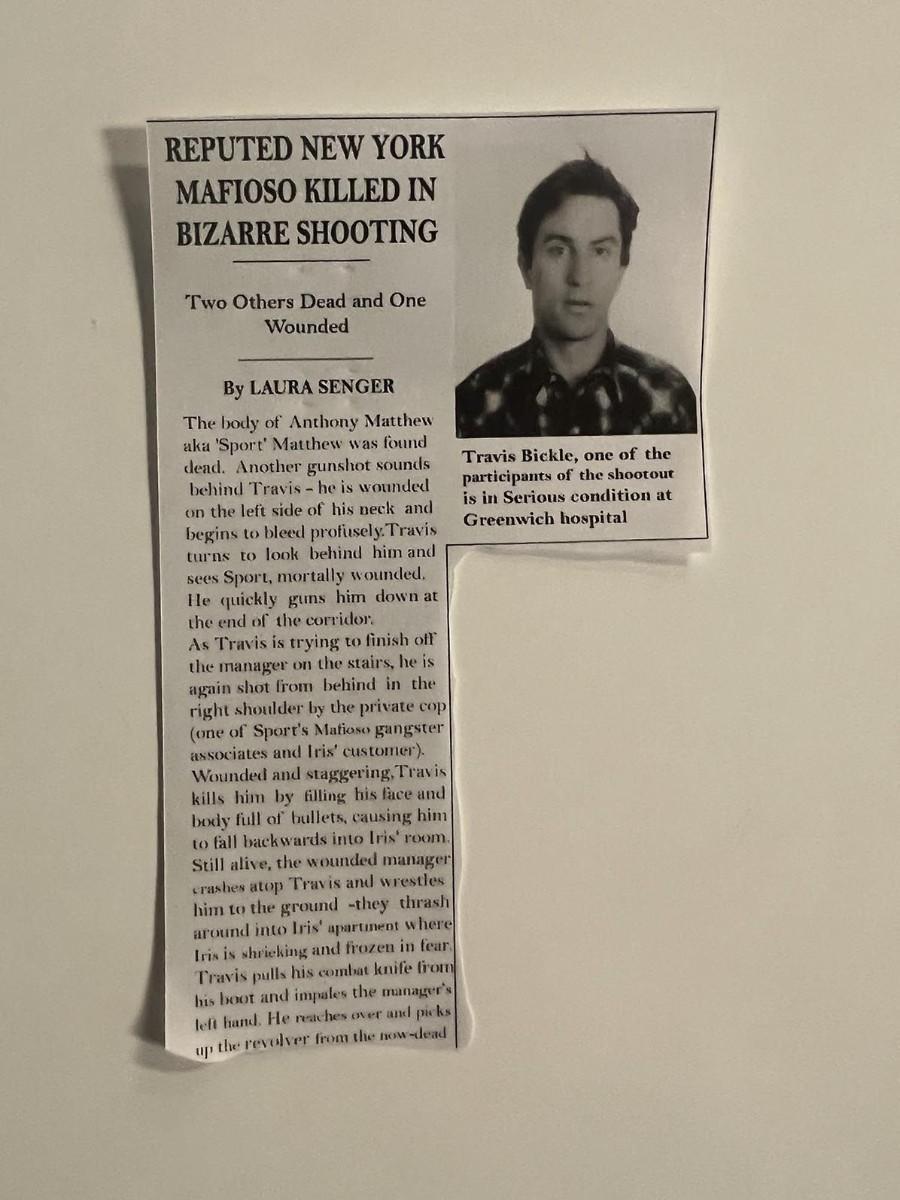 REPUTED NEW YORK
MAFIOSO KILLED IN
BIZARRE SHOOTING
Two Others Dead and One
Wounded
By LAURA SENGER
The body of Anthony Matthew
aka 'Sport' Matthew was found
dead. Another gunshot sounds
behind Travis - he is wounded
on the left side of his neck and
begins to bleed profusely.Travis
turns to look behind him and
sees Sport, mortally wounded.
He quickly guns him down at
the end of the corridor.
As Travis is trying to finish off
the manager on the stairs, he is
again shot from behind in the
right shoulder by the private cop
(one of Sport's Mafioso gangster
associates and Iris' customer).
Wounded and staggering,Travis
kills him by filling his face and
body full of bullets, causing him
to fall backwards into Iris' room.
Still alive, the wounded manager
crashes atop Travis and wrestles
him to the ground -they thrash
around into Iris' apartment where
Iris is shrieking and frozen in fear.
Travis pulls his combat knife from
his boot and impales the manager's
left hand. He reaches over and picks
up the revolver from the now-dead
Travis Bickle, one of the
participants of the shootout
is in Serious condition at
Greenwich hospital